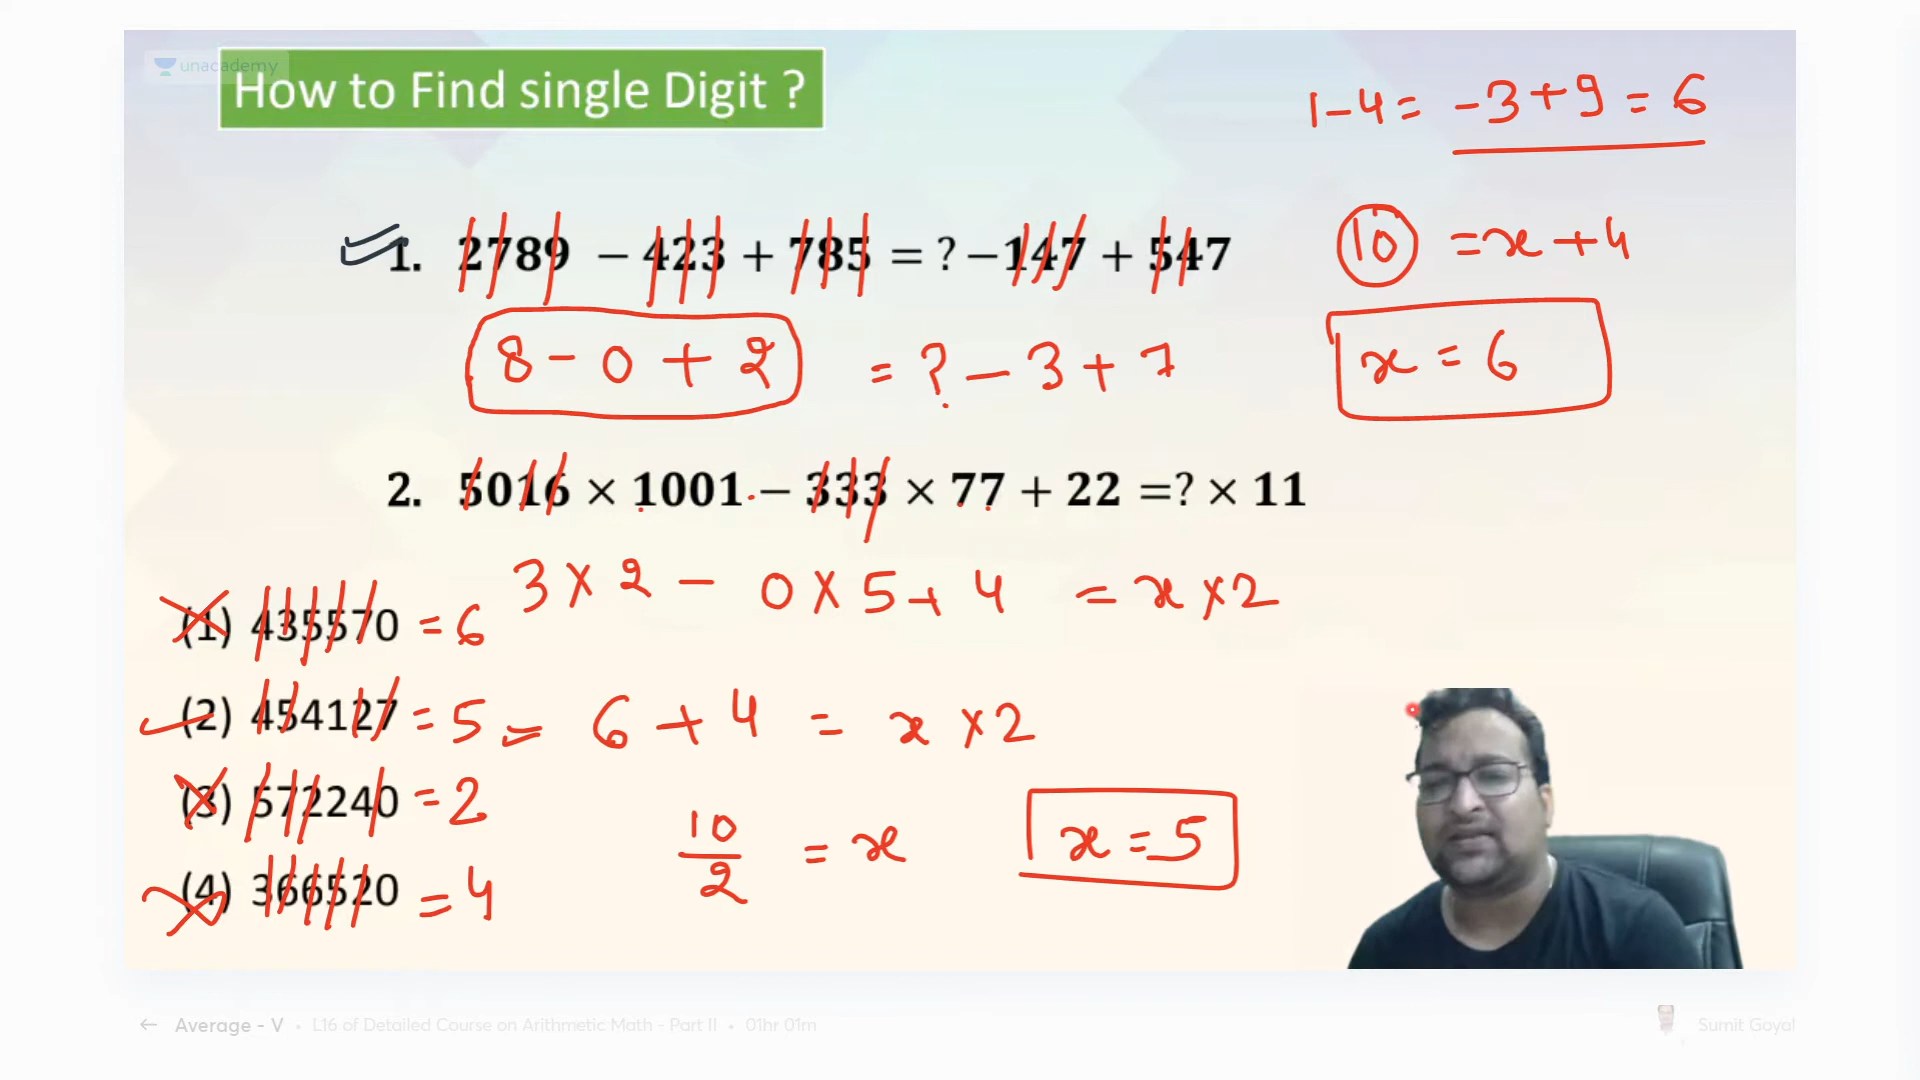 unacademy
How to Find single Digit ?
1-4 = -3+9 = 6
1. 2789 − 423 + 785 = ? − 147 + 547
10 = x + 4
8 - 0 + 2 = ? - 3 + 7
x = 6
2. 5016 × 1001 − 333 × 77 + 22 =? × 11
3 × 2 - 0 × 5 + 4 = x × 2
(1) 435570 = 6
(2) 454127 = 5
= 6 + 4 = x × 2
(3) 572240 = 2
10/2 = x
x = 5
(4) 366520 = 4
← Average - V • L16 of Detailed Course on Arithmetic Math - Part II • 01hr 01m
Sumit Goyal